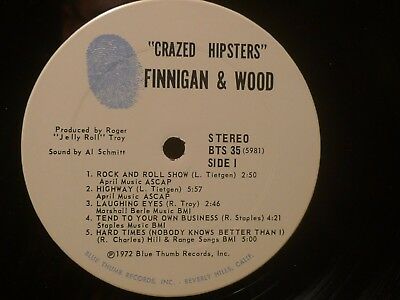 "CRAZED HIPSTERS"
FINNIGAN & WOOD
Produced by Roger
"Jelly Roll" Troy
Sound by Al Schmitt
STEREO
BTS 35 (5981)
SIDE I
1. ROCK AND ROLL SHOW (L. Tietgen) 2:50
April Music ASCAP
2. HIGHWAY (L. Tietgen) 5:57
April Music ASCAP
3. LAUGHING EYES (R. Troy) 2:46
Marshall Berle Music BMI
4. TEND TO YOUR OWN BUSINESS (R. Staples) 4:21
Staples Music BMI
5. HARD TIMES (NOBODY KNOWS BETTER THAN I)
(R. Charles) Hill & Range Songs BMI 5:00
Ⓟ1972 Blue Thumb Records, Inc.
BLUE THUMB RECORDS, INC. - BEVERLY HILLS, CALIF.